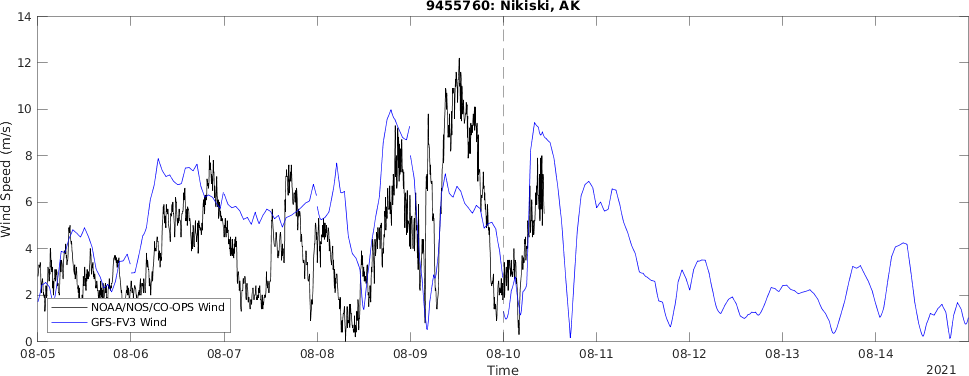 9455760: Nikiski, AK
14
12
10
8
6
4
2
0
Wind Speed (m/s)
NOAA/NOS/CO-OPS Wind
GFS-FV3 Wind
08-05 08-06 08-07 08-08 08-09 08-10 08-11 08-12 08-13 08-14
Time
2021